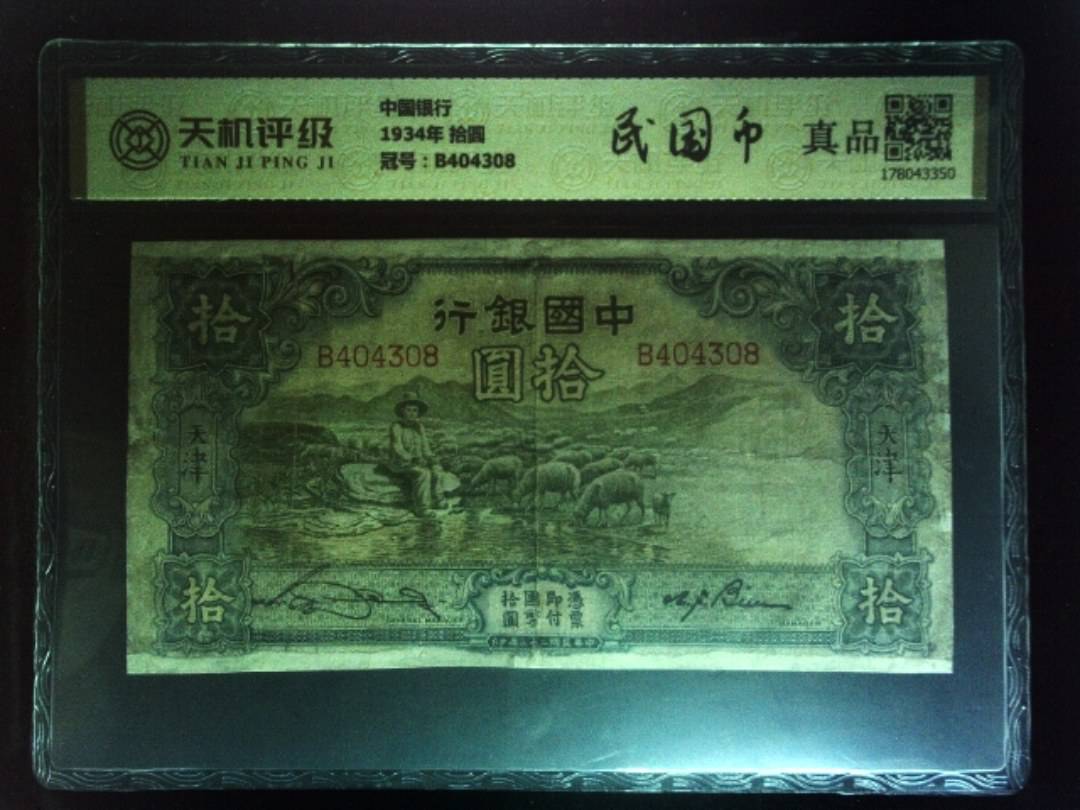 天机评级
TIAN JI PING JI
中国银行
1934年 拾圆
冠号：B404308
民国币
真品
178043350
拾
拾
行銀國中
B404308
B404308
圓拾
天津
天津
拾
拾
憑票
即付
國幣
拾圓